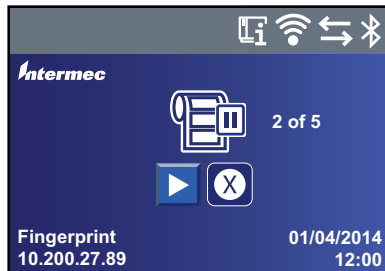 Intermec
2 of 5
X
Fingerprint
10.200.27.89
01/04/2014
12:00